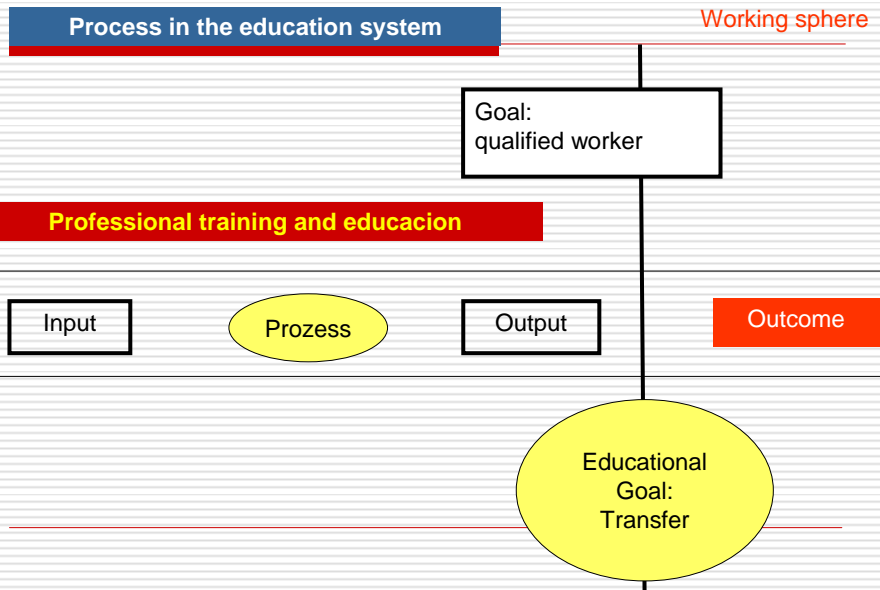 Process in the education system
Working sphere
Goal:
qualified worker
Professional training and educacion
Input
Prozess
Output
Outcome
Educational
Goal:
Transfer